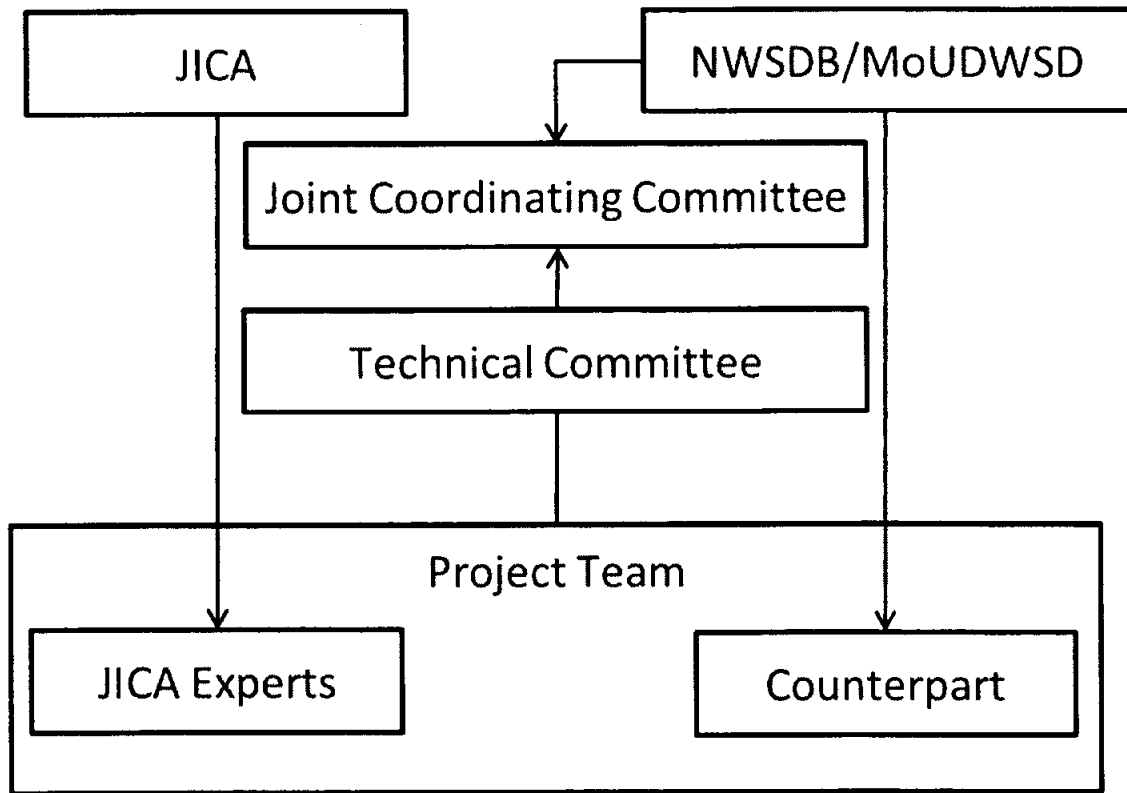 JICA
NWSDB/MoUDWSD
Joint Coordinating Committee
Technical Committee
Project Team
JICA Experts
Counterpart